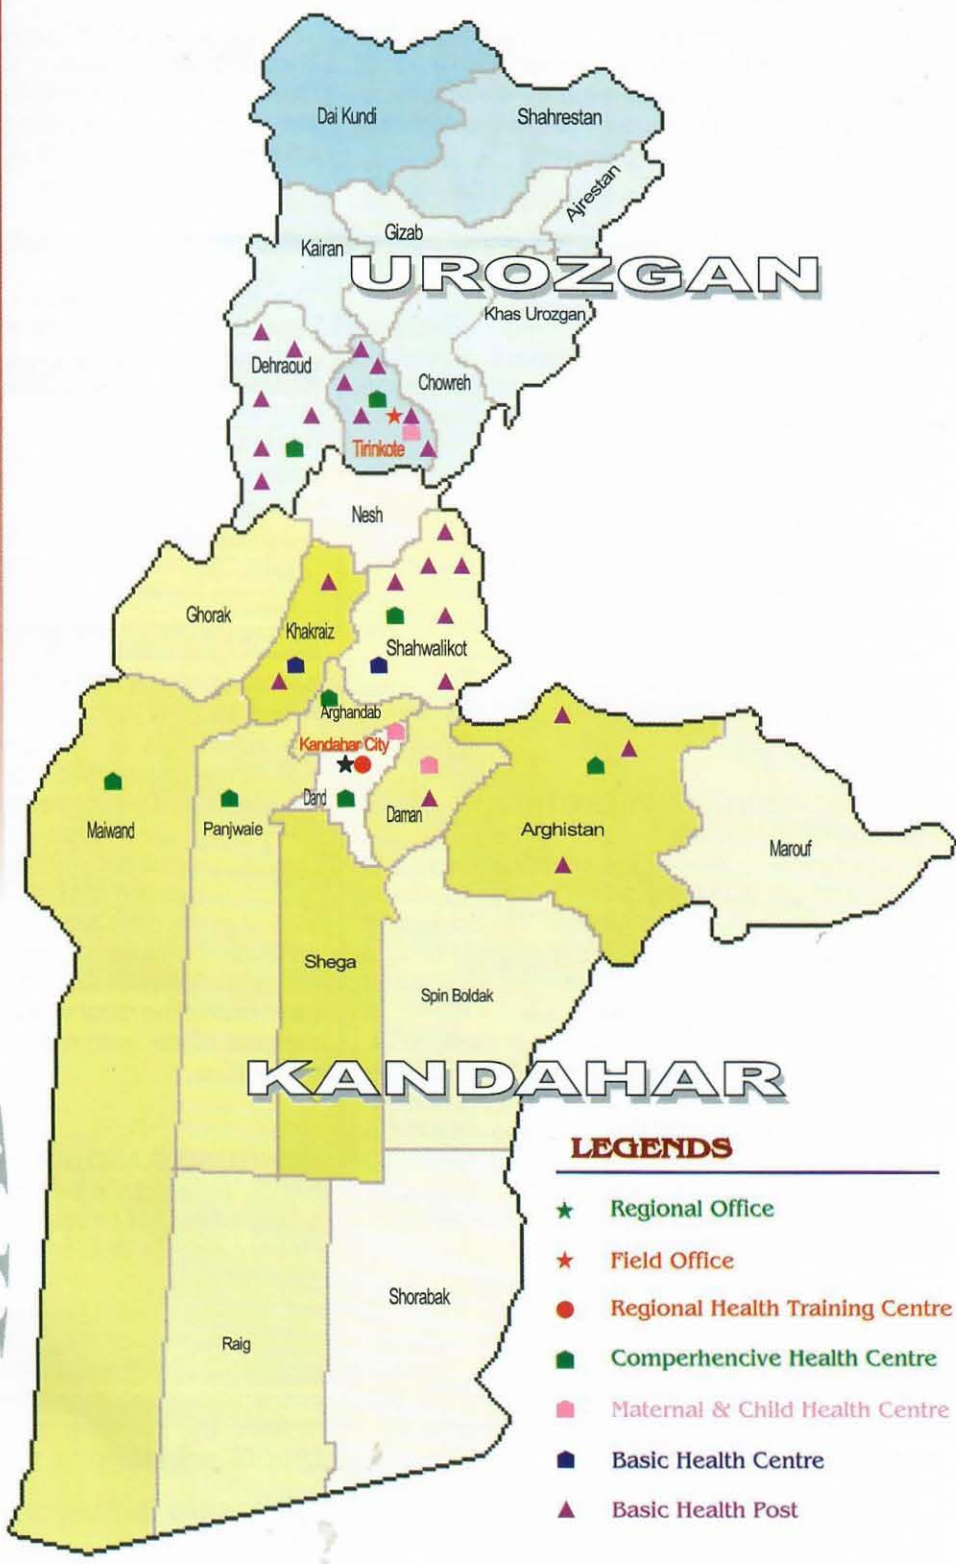 Dai Kundi
Shahrestan
Ajrestan
Gizab
Kairan
UROZGAN
Khas Urozgan
Dehraoud
Chowreh
Tirinkote
Nesh
Ghorak
Khakraiz
Shahwalikot
Arghandab
Kandahar City
Dand
Daman
Maiwand
Panjwaie
Arghistan
Marouf
Shega
Spin Boldak
KANDAHAR
Shorabak
Raig
LEGENDS
Regional Office
Field Office
Regional Health Training Centre
Comperhencive Health Centre
Maternal & Child Health Centre
Basic Health Centre
Basic Health Post